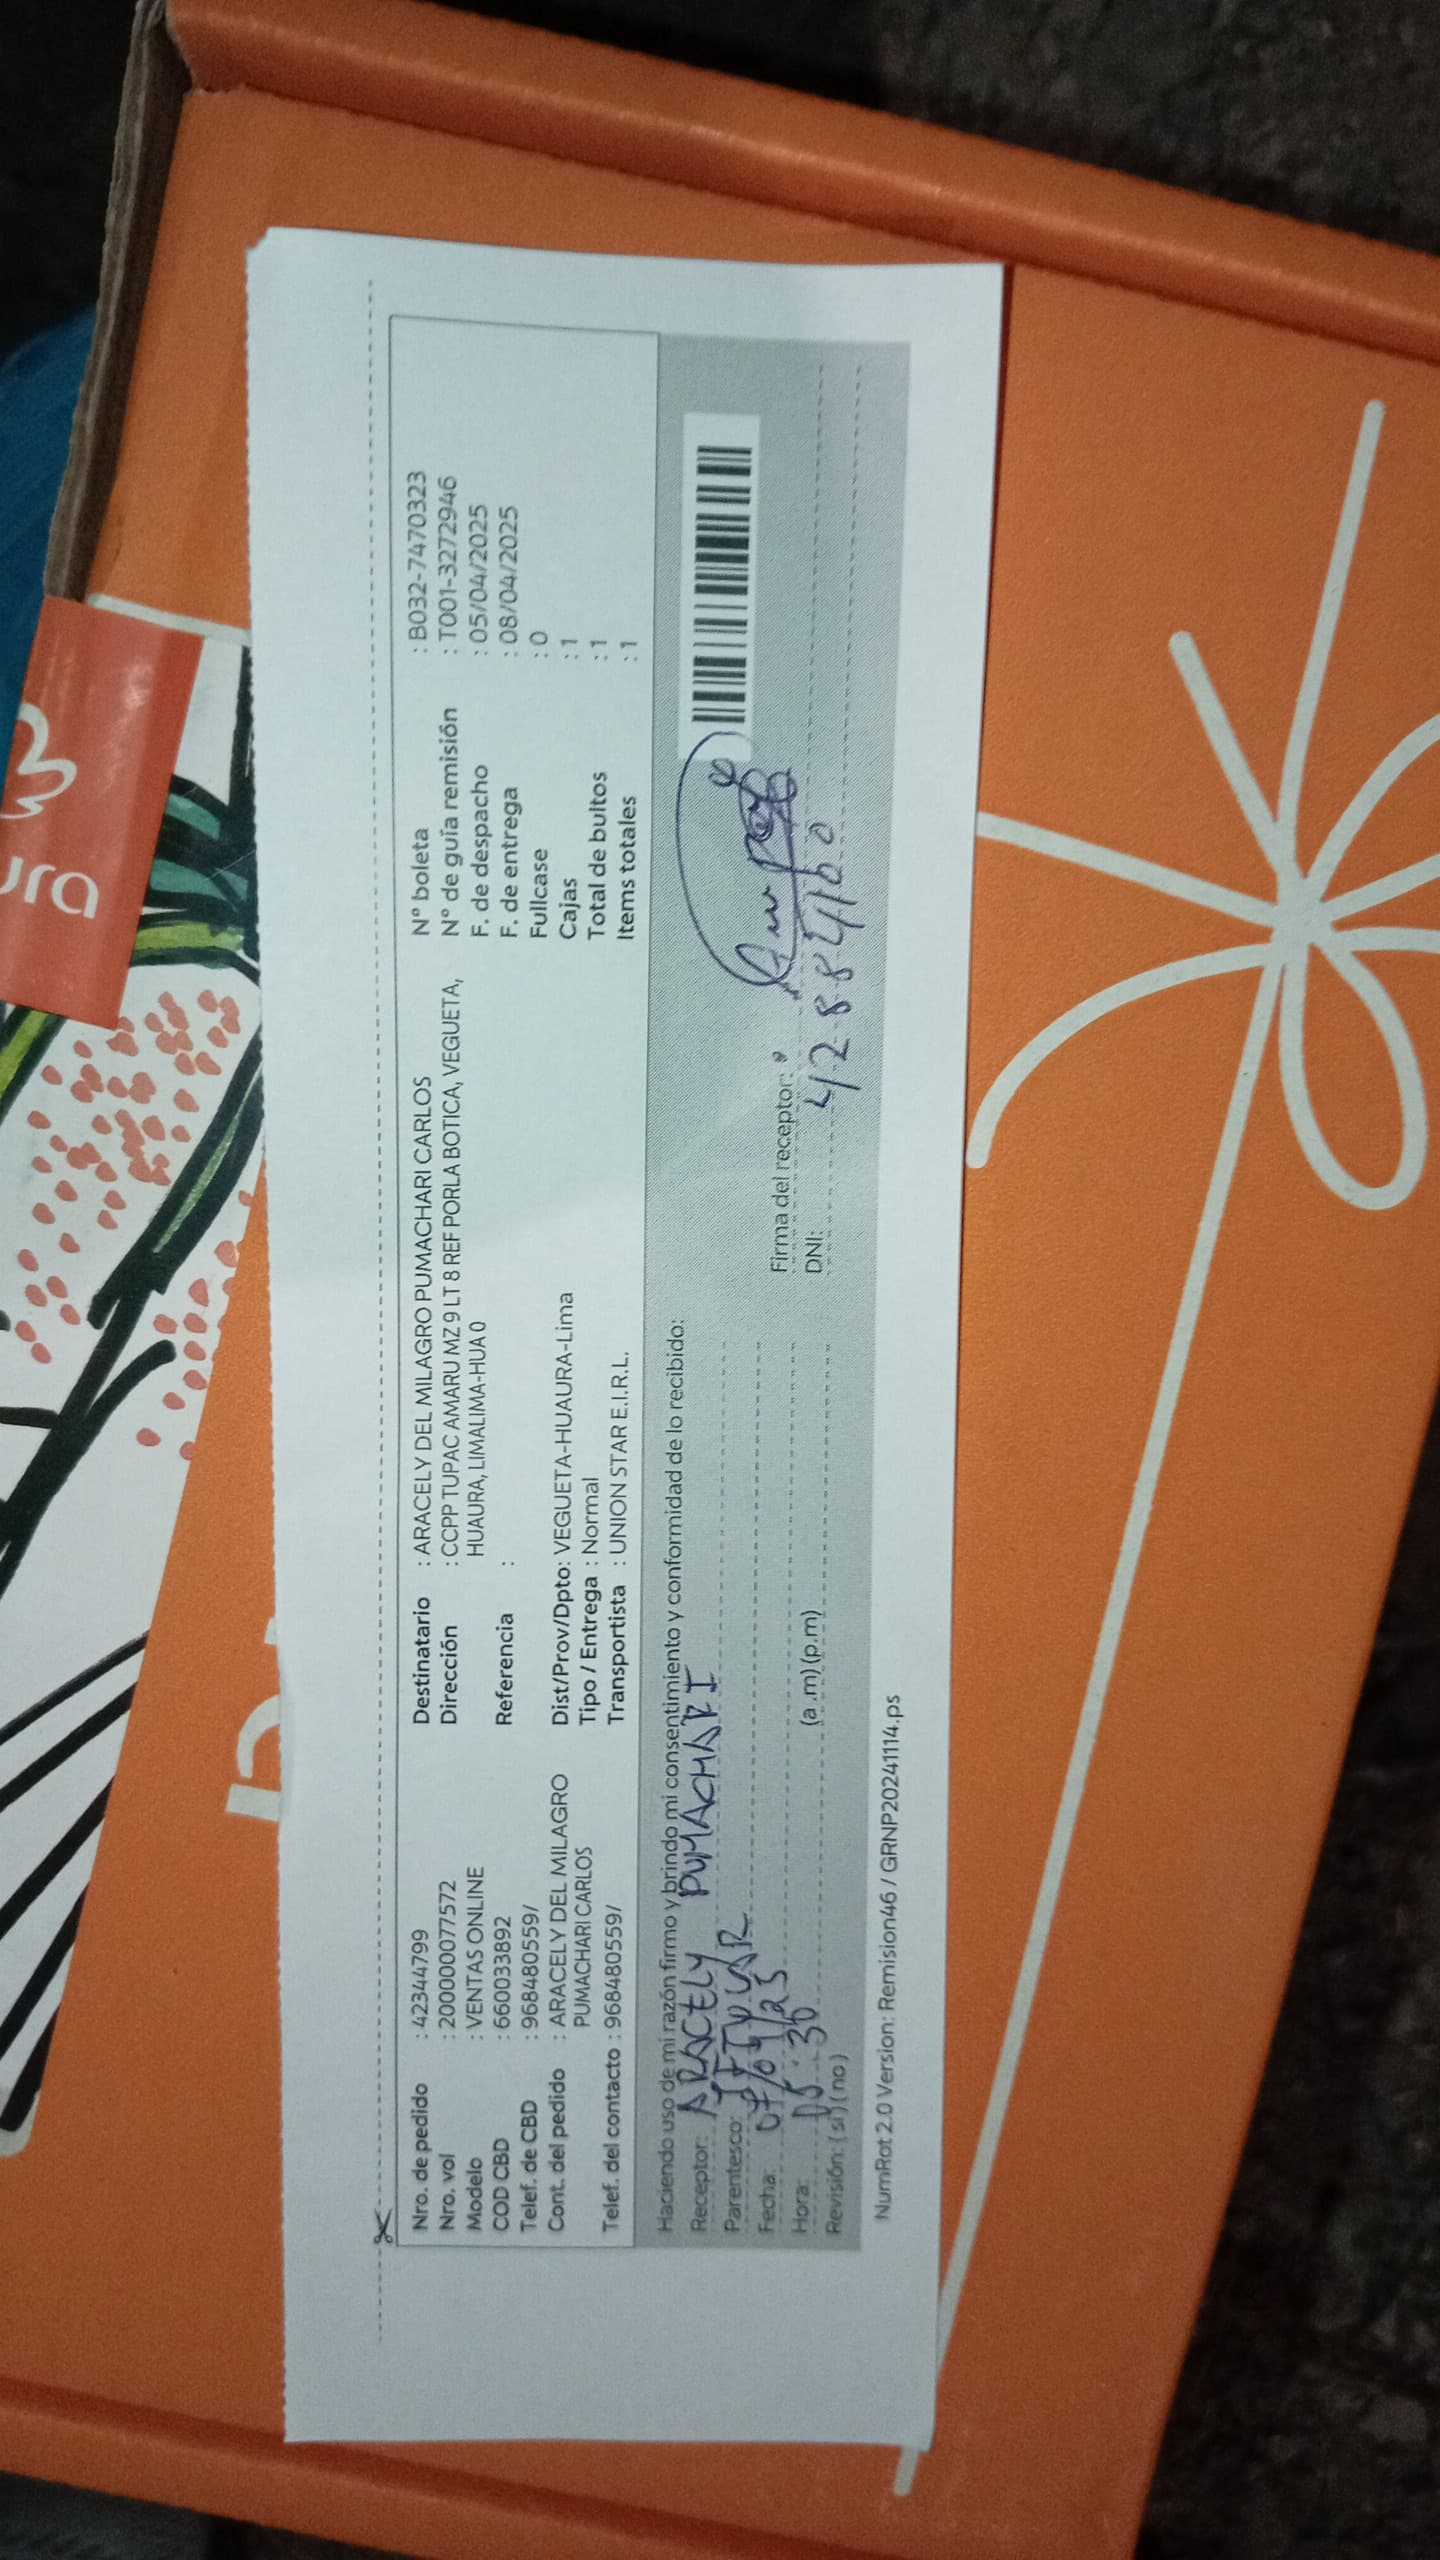 ura
Nro. de pedido : 42344799
Nro. vol : 200000077572
Modelo : VENTAS ONLINE
COD CBD : 660033892
Telef. de CBD : 968480559/
Cont. del pedido : ARACELY DEL MILAGRO
PUMACHARI CARLOS
Telef. del contacto : 968480559/
Destinatario : ARACELY DEL MILAGRO PUMACHARI CARLOS
Dirección : CCPP TUPAC AMARU MZ 9 LT 8 REF PORLA BOTICA, VEGUETA,
HUAURA, LIMALIMA-HUA 0
Referencia :
Dist/Prov/Dpto: VEGUETA-HUAURA-Lima
Tipo / Entrega : Normal
Transportista : UNION STAR E.I.R.L.
N° boleta : B032-7470323
N° de guía remisión : T001-3272946
F. de despacho : 05/04/2025
F. de entrega : 08/04/2025
Fullcase : 0
Cajas : 1
Total de bultos : 1
Items totales : 1
Haciendo uso de mi razón firmo y brindo mi consentimiento y conformidad de lo recibido:
Receptor: ARACELY PUMACHARI
Parentesco: TITULAR
Fecha: 07/04/25
Hora: 05:30 (a.m) (p.m)
Revisión: ( si ) ( no )
Firma del receptor:
DNI: 42884160
NumRot 2.0 Version: Remision46 / GRNP20241114.ps